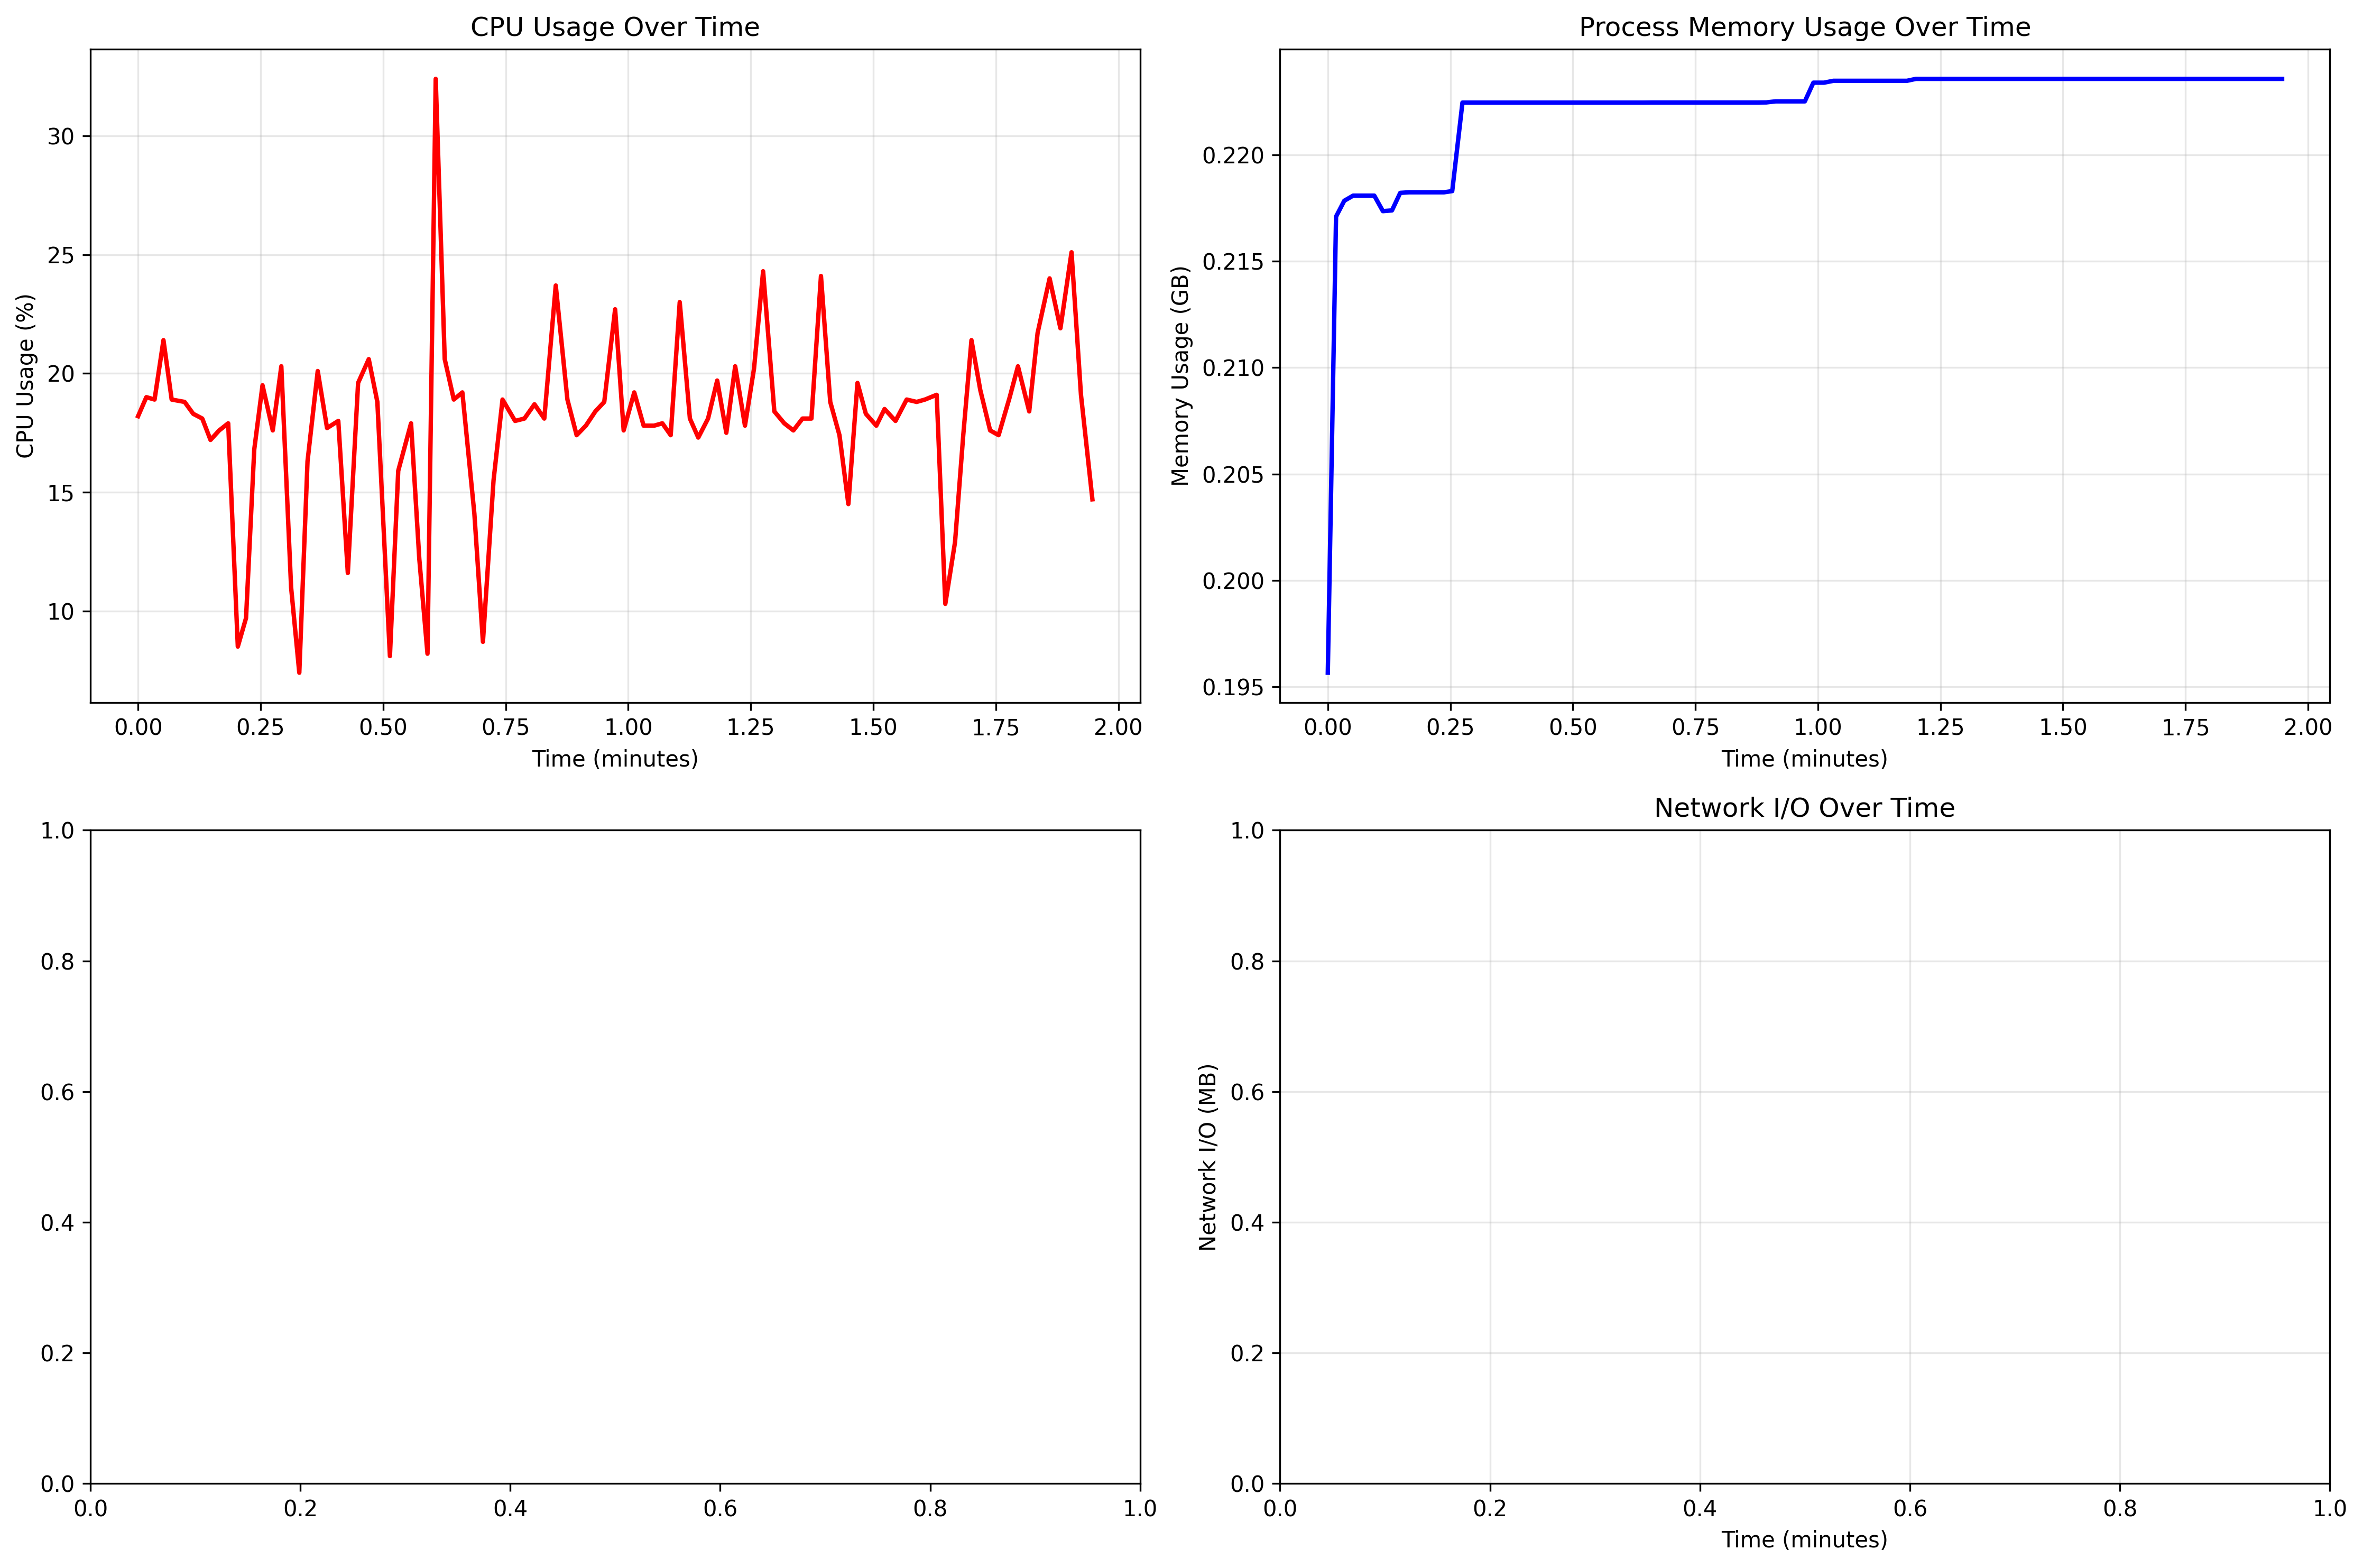 CPU Usage Over Time
CPU Usage (%)
30
25
20
15
10
0.00 0.25 0.50 0.75 1.00 1.25 1.50 1.75 2.00
Time (minutes)
Process Memory Usage Over Time
Memory Usage (GB)
0.220
0.215
0.210
0.205
0.200
0.195
0.00 0.25 0.50 0.75 1.00 1.25 1.50 1.75 2.00
Time (minutes)
1.0
0.8
0.6
0.4
0.2
0.0
0.0 0.2 0.4 0.6 0.8 1.0
Network I/O Over Time
Network I/O (MB)
1.0
0.8
0.6
0.4
0.2
0.0
0.0 0.2 0.4 0.6 0.8 1.0
Time (minutes)